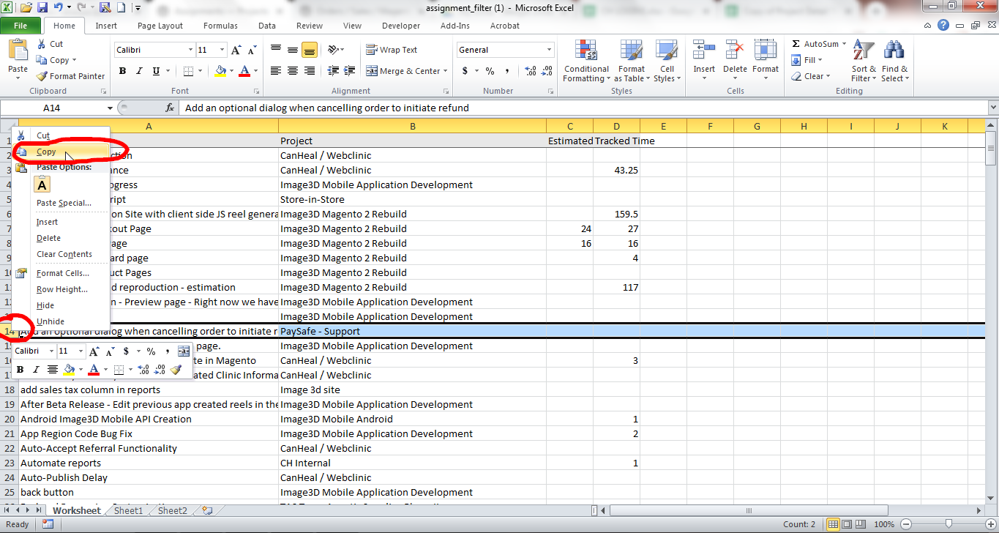 assignment_filter (1) - Microsoft Excel
File Home Insert Page Layout Formulas Data Review View Developer Add-Ins Acrobat
Paste
Cut
Copy
Format Painter
Clipboard
Calibri 11
B I U
Font
Wrap Text
Merge & Center
Alignment
General
$ % ,
Number
Conditional Formatting
Format as Table
Cell Styles
Styles
Insert Delete Format
Cells
Σ AutoSum
Fill
Clear
Sort & Filter
Find & Select
Editing
A14 fx Add an optional dialog when cancelling order to initiate refund
A B C D E F G H I J K
1 Project Estimated Tracked Time
2 ction CanHeal / Webclinic
3 ance CanHeal / Webclinic 43.25
4 ogress Image3D Mobile Application Development
5 ript Store-in-Store
6 on Site with client side JS reel genera Image3D Magento 2 Rebuild 159.5
7 kout Page Image3D Magento 2 Rebuild 24 27
8 age Image3D Magento 2 Rebuild 16 16
9 ard page Image3D Magento 2 Rebuild 4
10 uct Pages Image3D Magento 2 Rebuild
11 d reproduction - estimation Image3D Magento 2 Rebuild 117
12 n - Preview page - Right now we have Image3D Mobile Application Development
Image3D Mobile Application Development
14 Add an optional dialog when cancelling order to initiate r PaySafe - Support
15 page. Image3D Mobile Application Development
16 te in Magento CanHeal / Webclinic 3
17 ated Clinic Informa CanHeal / Webclinic
18 add sales tax column in reports Image 3d site
19 After Beta Release - Edit previous app created reels in the Image3D Mobile Application Development
20 Android Image3D Mobile API Creation Image3D Mobile Android 1
21 App Region Code Bug Fix Image3D Mobile Application Development 2
22 Auto-Accept Referral Functionality CanHeal / Webclinic
23 Automate reports CH Internal 1
24 Auto-Publish Delay CanHeal / Webclinic
25 back button Image3D Mobile Application Development
Cut
Copy
Paste Options:
A
Paste Special...
Insert
Delete
Clear Contents
Format Cells...
Row Height...
Hide
Unhide
Calibri 11 A A $ % ,
B I A
Worksheet Sheet1 Sheet2
Ready Count: 2 100%